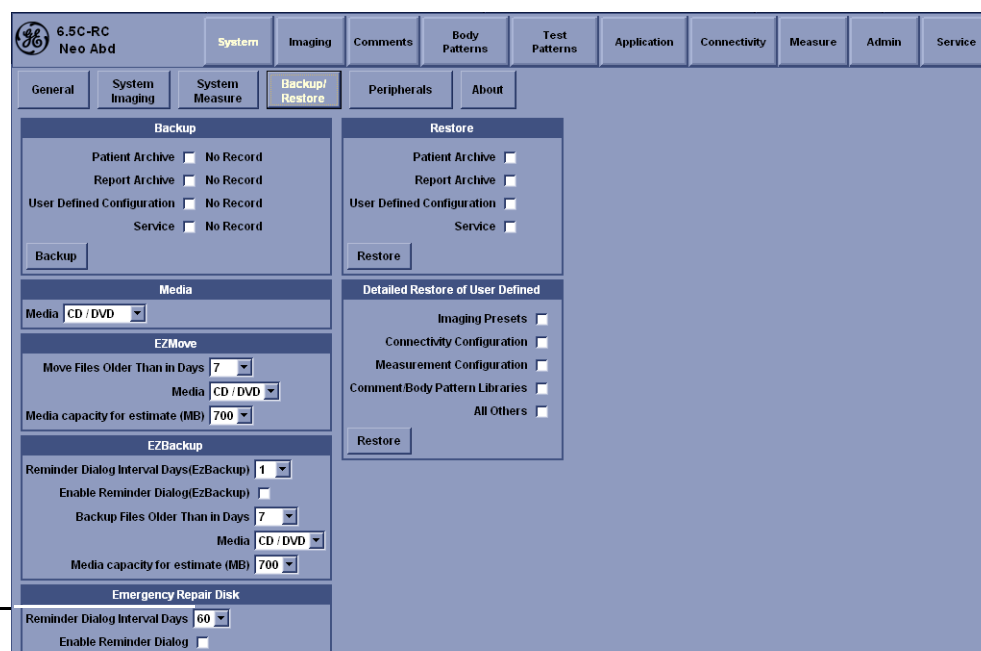 6.5C-RC
Neo Abd
System
Imaging
Comments
Body Patterns
Test Patterns
Application
Connectivity
Measure
Admin
Service
General
System Imaging
System Measure
Backup/ Restore
Peripherals
About
Backup
Patient Archive No Record
Report Archive No Record
User Defined Configuration No Record
Service No Record
Backup
Media
Media CD / DVD
EZMove
Move Files Older Than in Days 7
Media CD / DVD
Media capacity for estimate (MB) 700
EZBackup
Reminder Dialog Interval Days(EzBackup) 1
Enable Reminder Dialog(EzBackup)
Backup Files Older Than in Days 7
Media CD / DVD
Media capacity for estimate (MB) 700
Emergency Repair Disk
Reminder Dialog Interval Days 60
Enable Reminder Dialog
Restore
Patient Archive
Report Archive
User Defined Configuration
Service
Restore
Detailed Restore of User Defined
Imaging Presets
Connectivity Configuration
Measurement Configuration
Comment/Body Pattern Libraries
All Others
Restore